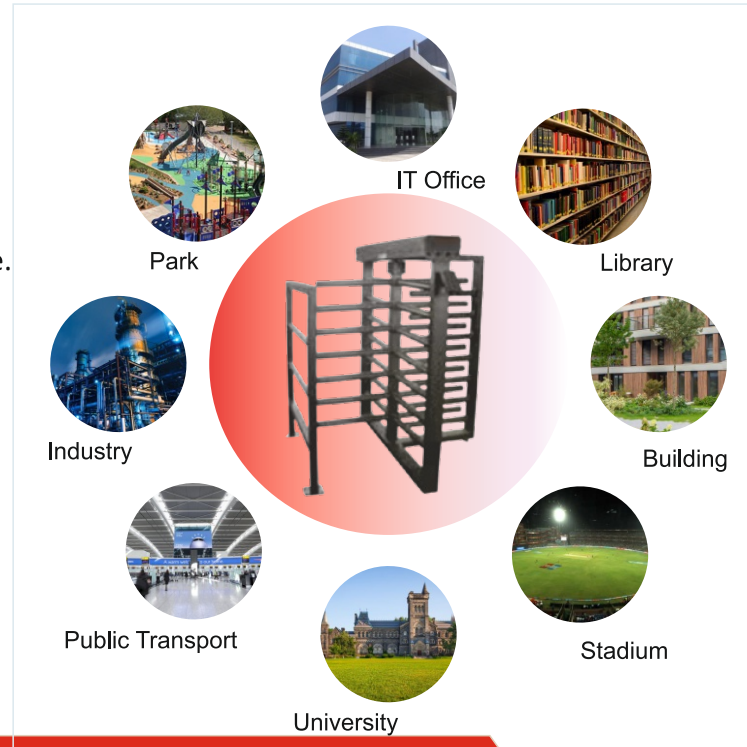 IT Office
Park
Library
e.
Industry
Building
Public Transport
Stadium
University